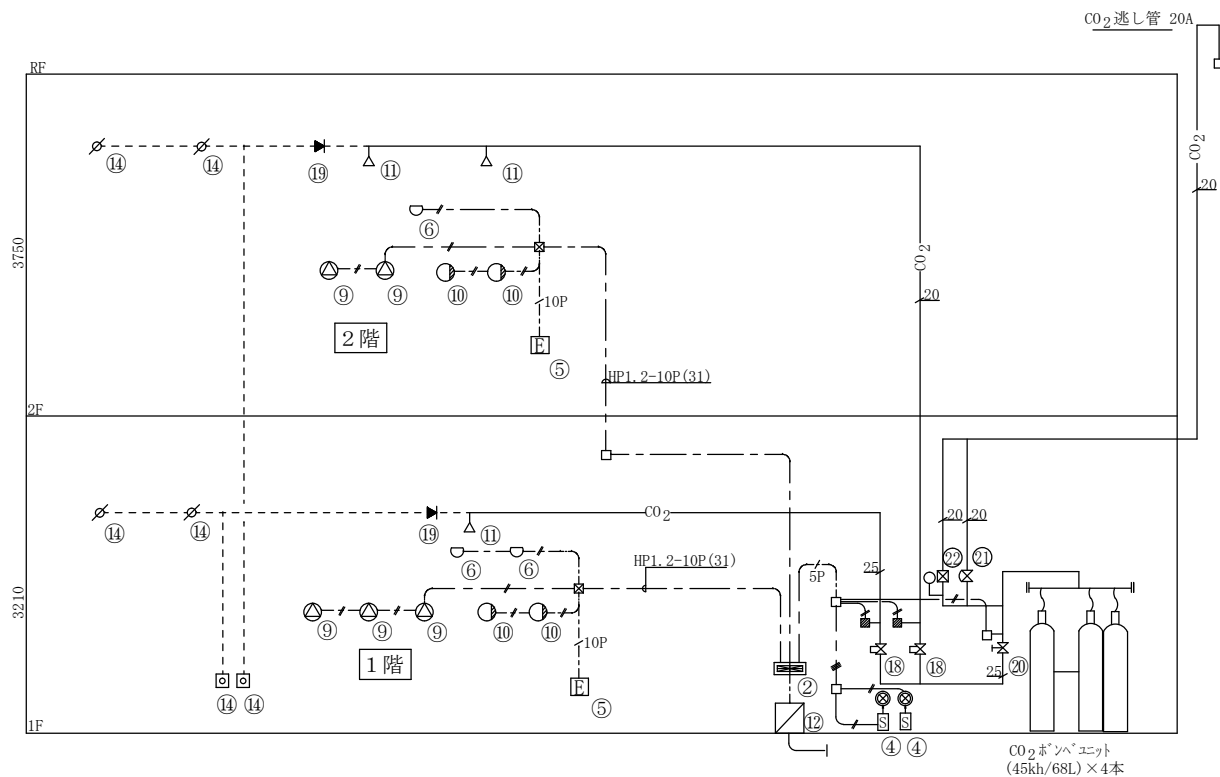 CO2逃し管 20A
RF
CO2
20
⑭
⑭
⑲
⑪
⑪
⑥
3750
CO2
⑨
⑨
⑩
⑩
20
10P
2階
E
⑤
HP1.2-10P(31)
2F
⑭
⑭
⑲
⑪
CO2
20
20
⑥
⑥
HP1.2-10P(31)
5P
25
㉒
㉑
3210
⑨
⑨
⑨
⑩
⑩
10P
1階
⑱
⑱
⑳
E
⑤
②
25
⑭
⑭
⑫
S
S
④
④
1F
CO2ボンベユニット
(45kh/68L)×4本